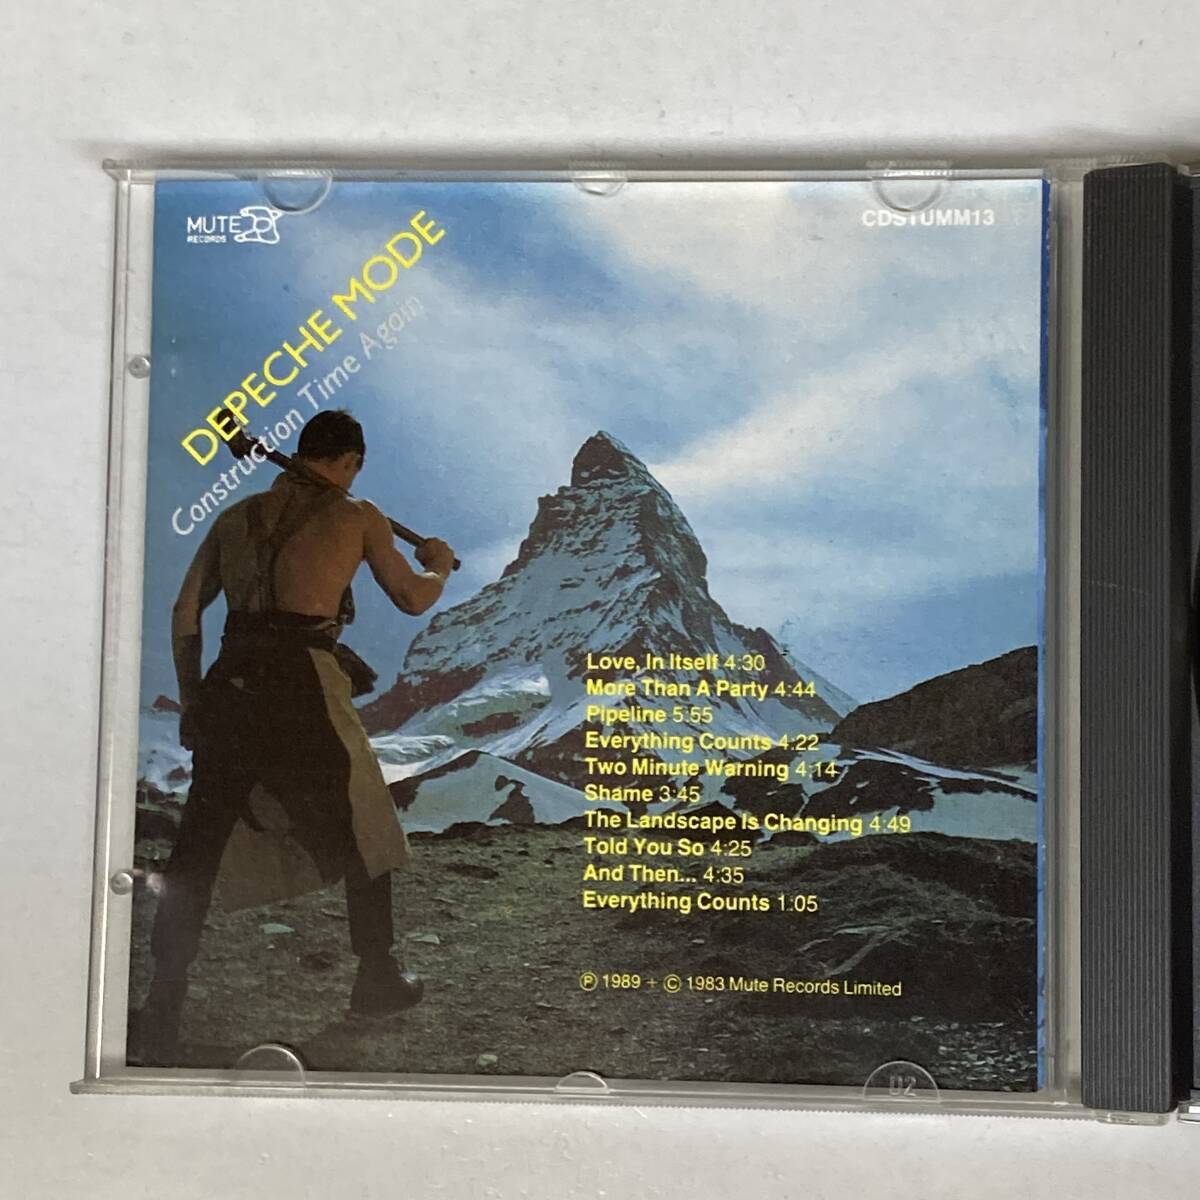 MUTE
RECORDS
CDSTUMM13
DEPECHE MODE
Construction Time Again
Love, In Itself 4:30
More Than A Party 4:44
Pipeline 5:55
Everything Counts 4:22
Two Minute Warning 4:14
Shame 3:45
The Landscape Is Changing 4:49
Told You So 4:25
And Then... 4:35
Everything Counts 1:05
℗ 1989 + © 1983 Mute Records Limited
U2